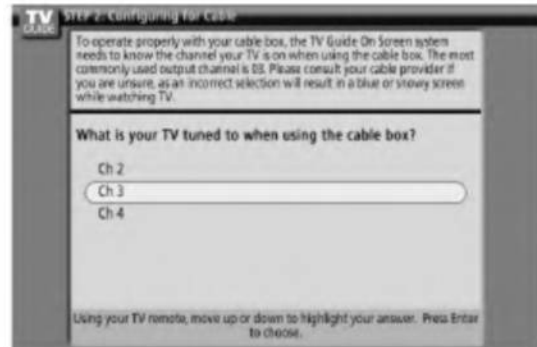 TV
GUIDE
STEP 2: Configuring for Cable
To operate properly with your cable box, the TV Guide On Screen system
needs to know the channel your TV is on when using the cable box. The most
commonly used output channel is 03. Please consult your cable provider if
you are unsure, as an incorrect selection will result in a blue or snowy screen
while watching TV.
What is your TV tuned to when using the cable box?
Ch 2
Ch 3
Ch 4
Using your TV remote, move up or down to highlight your answer. Press Enter
to choose.